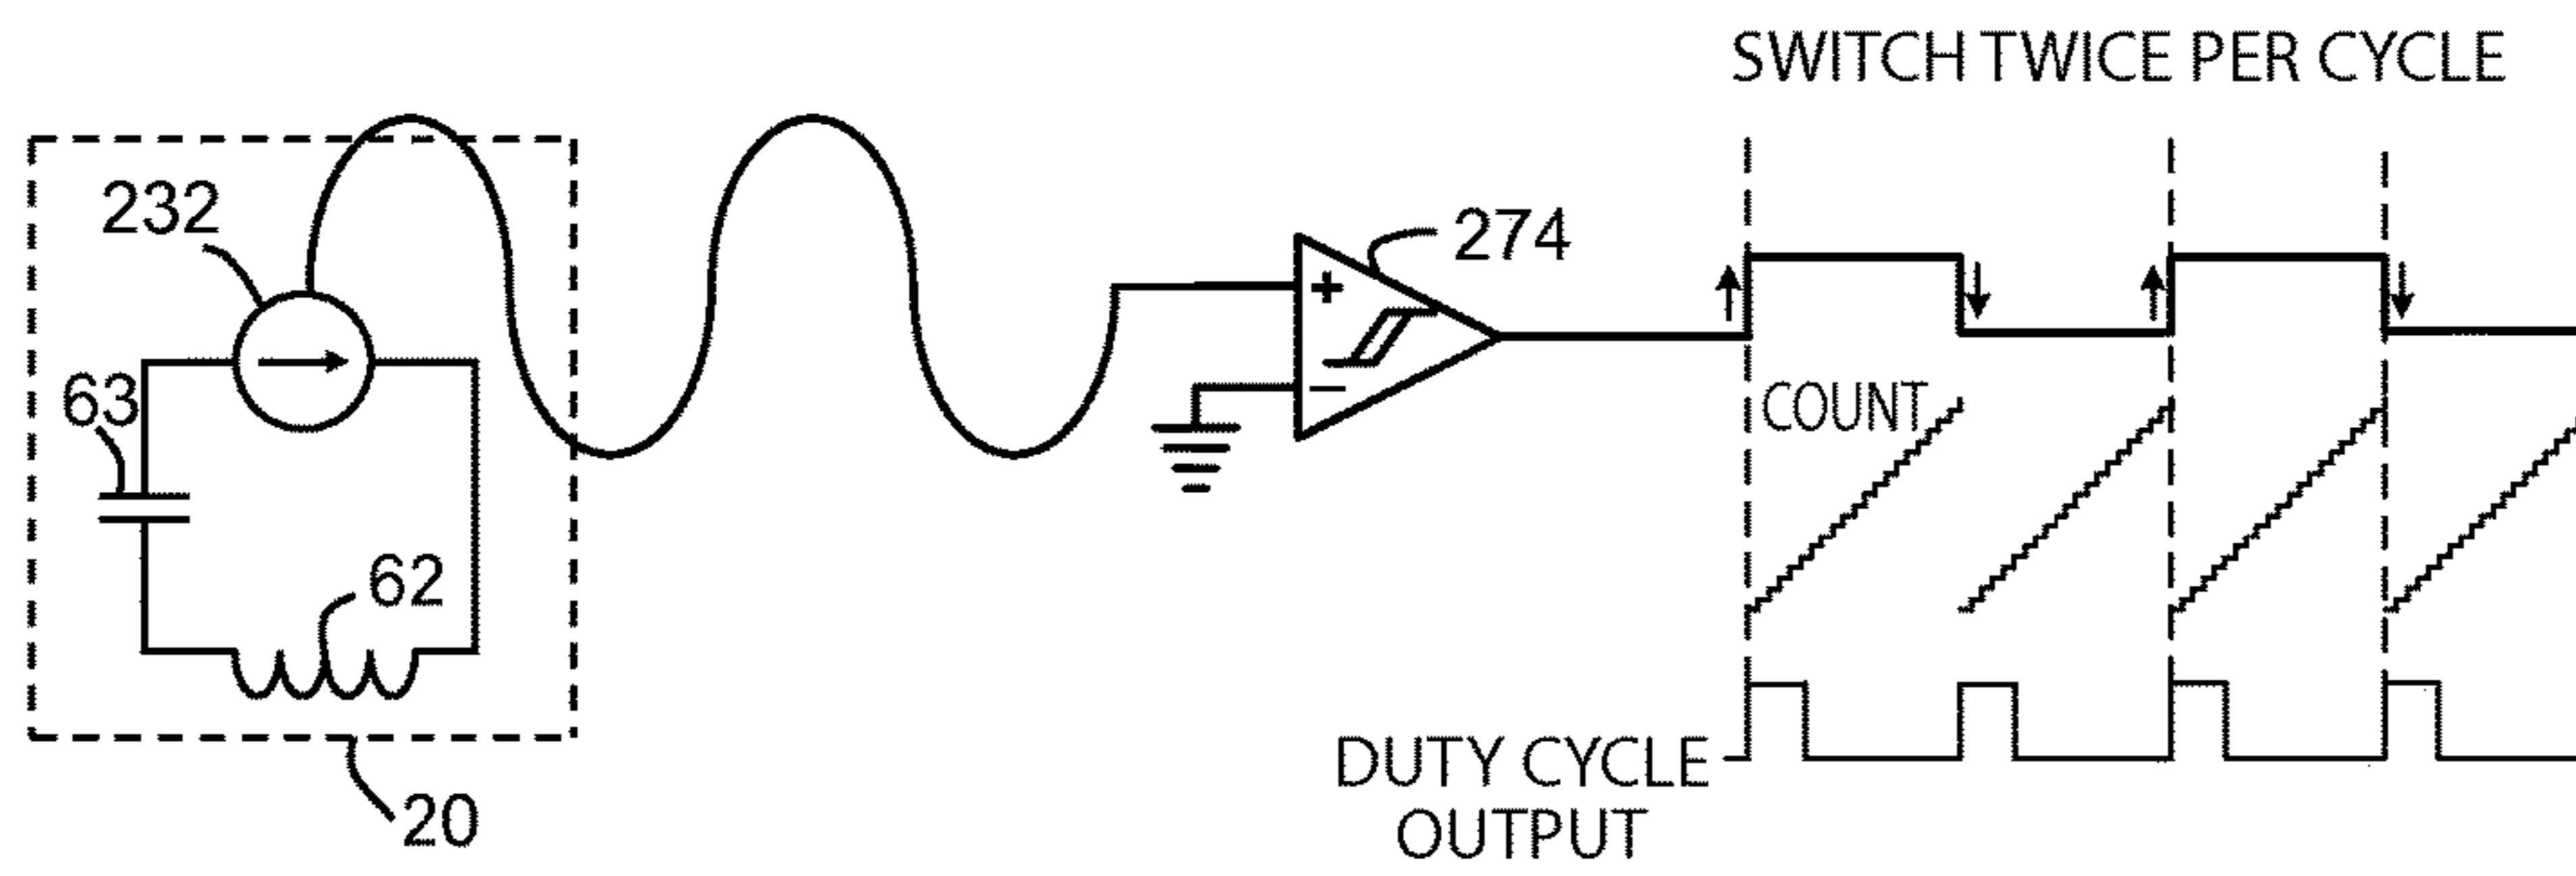 SWITCH TWICE PER CYCLE
232
274
+
63
COUNT
−
62
DUTY CYCLE
OUTPUT
20